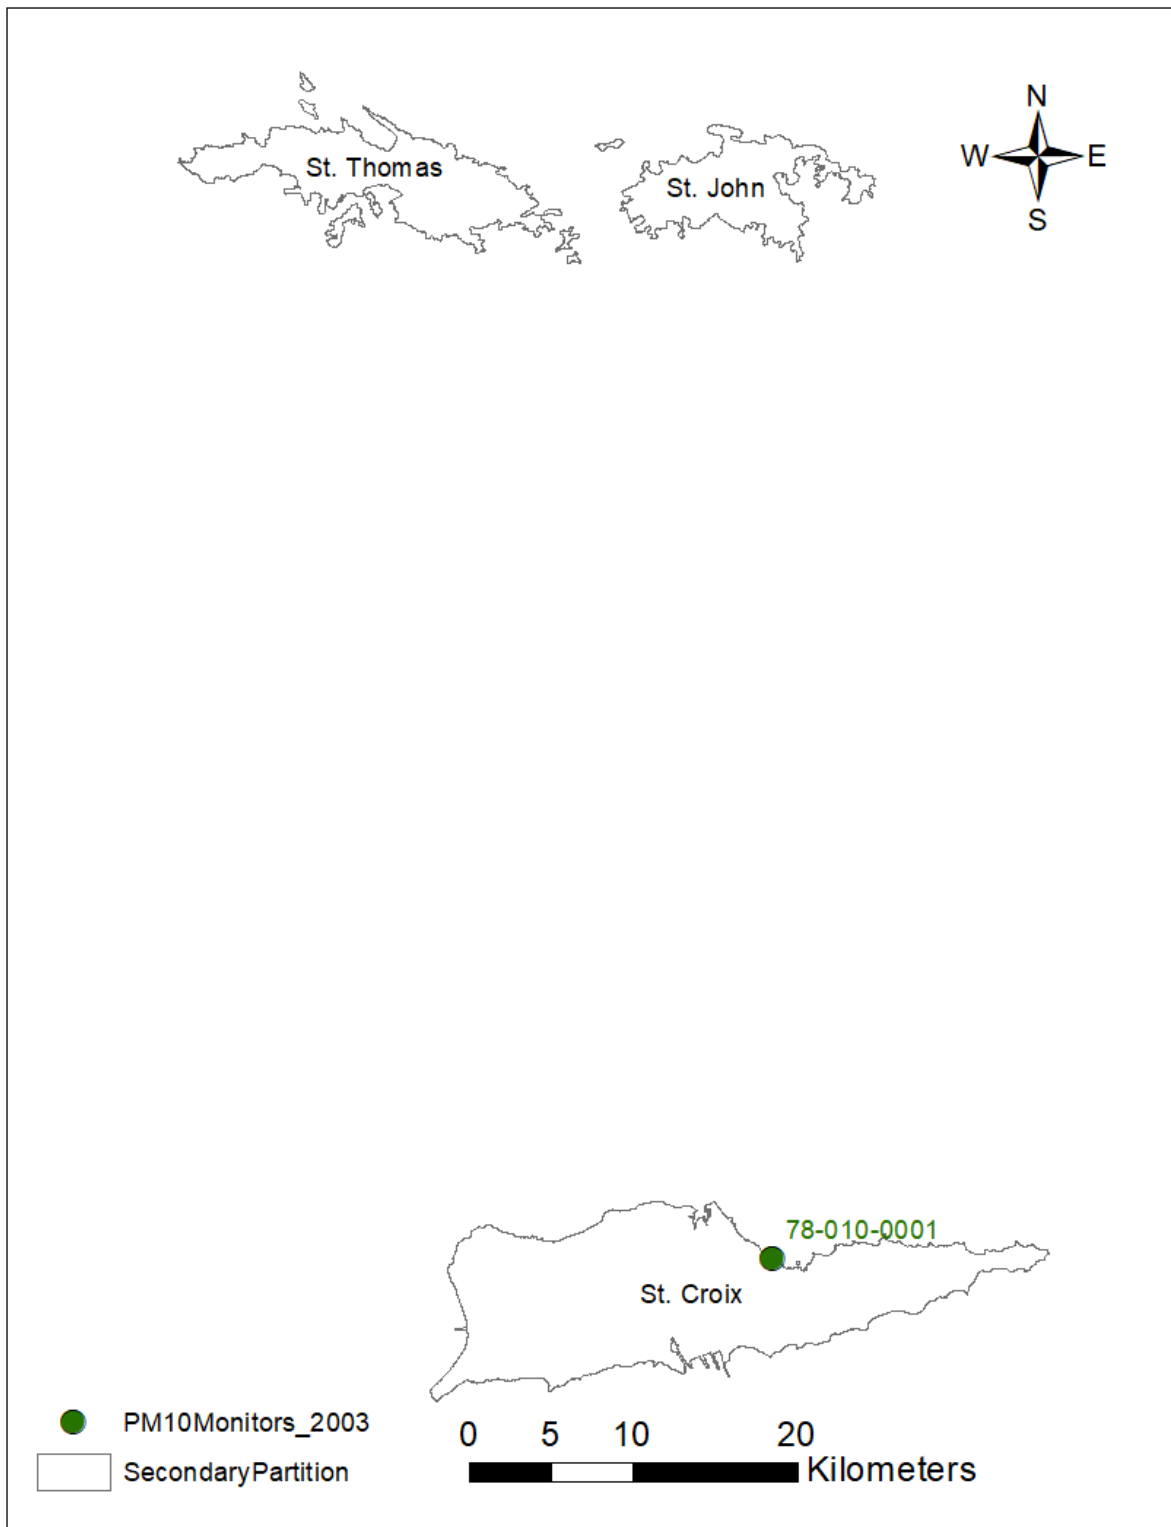 N
W E
S
St. Thomas
St. John
78-010-0001
St. Croix
PM10Monitors_2003
SecondaryPartition
0 5 10 20
Kilometers